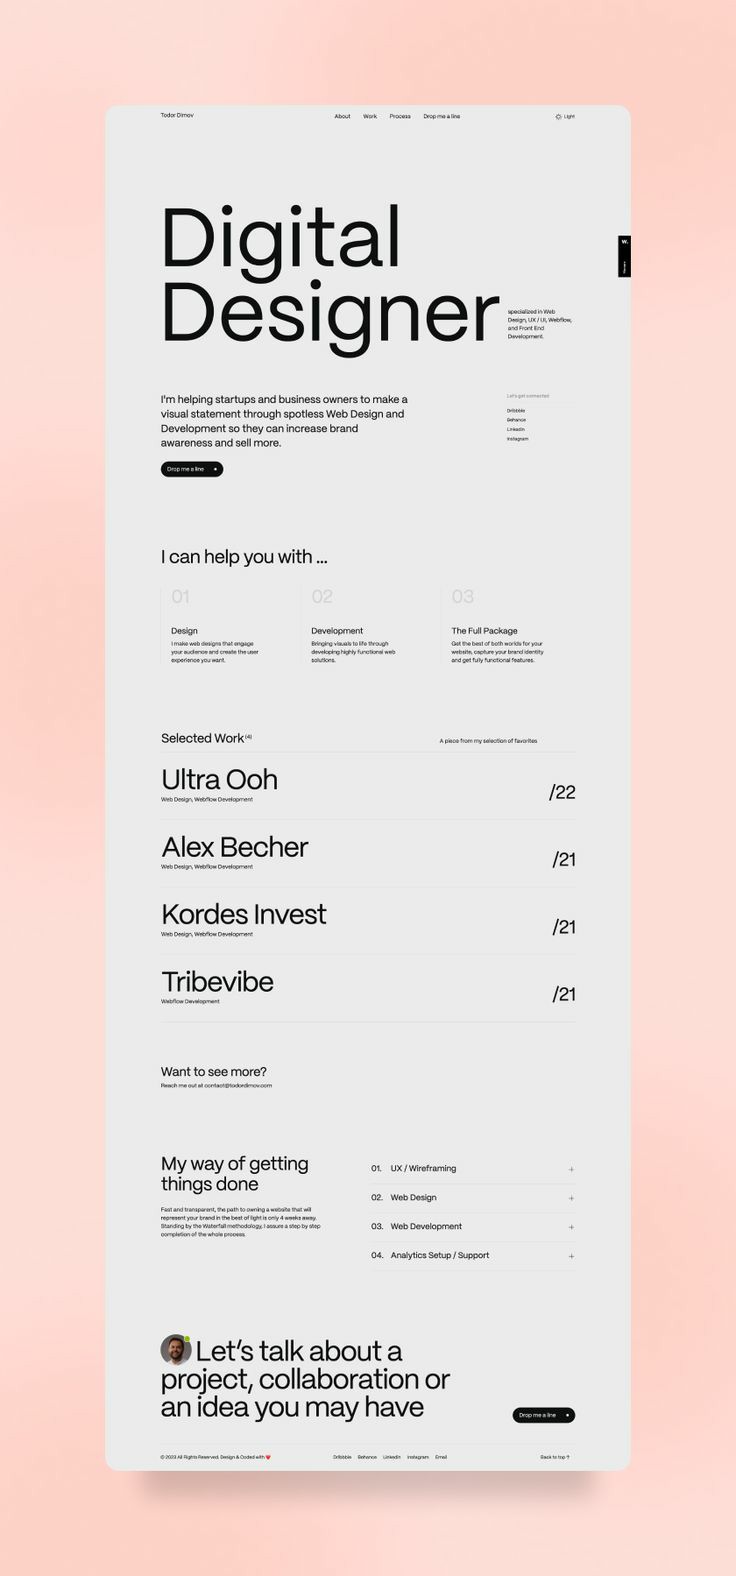 Todor Dimov
About Work Process Drop me a line
Light
Digital
Designer
W.
specialized in Web
Design, UX / UI, Webflow,
and Front End
Development.
I'm helping startups and business owners to make a
visual statement through spotless Web Design and
Development so they can increase brand
awareness and sell more.
Drop me a line
Let's get connected
Dribbble
Behance
LinkedIn
Instagram
I can help you with ...
01
Design
I make web designs that engage
your audience and create the user
experience you want.
02
Development
Bringing visuals to life through
developing highly functional web
solutions.
03
The Full Package
Get the best of both worlds for your
website, capture your brand identity
and get fully functional features.
Selected Work (4)
A piece from my selection of favorites
Ultra Ooh
Web Design, Webflow Development
/22
Alex Becher
Web Design, Webflow Development
/21
Kordes Invest
Web Design, Webflow Development
/21
Tribevibe
Webflow Development
/21
Want to see more?
Reach me out at contact@todordimov.com
My way of getting
things done
Fast and transparent, the path to owning a website that will
represent your brand in the best of light is only 4 weeks away.
Standing by the Waterfall methodology, I assure a step by step
completion of the whole process.
01. UX / Wireframing +
02. Web Design +
03. Web Development +
04. Analytics Setup / Support +
Let's talk about a
project, collaboration or
an idea you may have
Drop me a line
© 2023 All Rights Reserved. Design & Coded with ❤️
Dribbble Behance LinkedIn Instagram Email
Back to top ↑